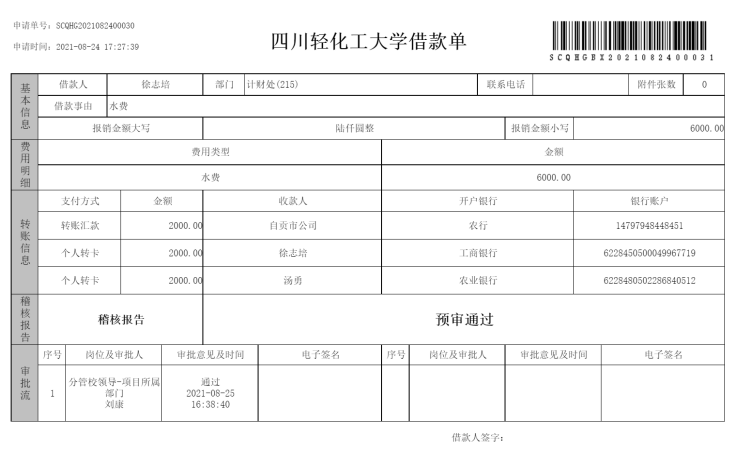 申请单号: SCQHG2021082400030
申请时间: 2021-08-24 17:27:39
四川轻化工大学借款单
SCQHGBX2021082400031
基本信息
借款人 徐志培 部门 计财处(215) 联系电话 附件张数 0
借款事由 水费
报销金额大写 陆仟圆整 报销金额小写 6000.00
费用明细
费用类型 金额
水费 6000.00
转账信息
支付方式 金额 收款人 开户银行 银行账户
转账汇款 2000.00 自贡市公司 农行 14797948448451
个人转卡 2000.00 徐志培 工商银行 6228450500049967719
个人转卡 2000.00 汤勇 农业银行 6228480502286840512
稽核报告
稽核报告 预审通过
审批流
序号 岗位及审批人 审批意见及时间 电子签名 序号 岗位及审批人 审批意见及时间 电子签名
1 分管校领导-项目所属部门 刘康 通过 2021-08-25 16:38:40
借款人签字: